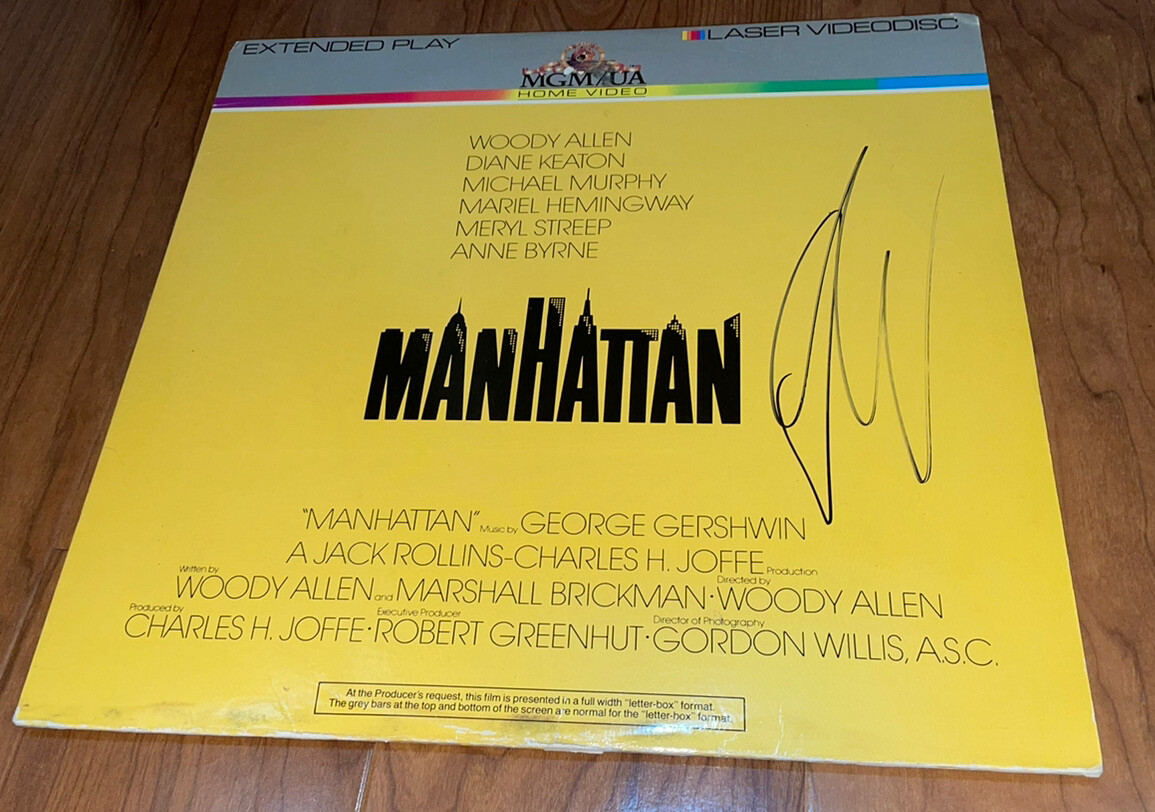 EXTENDED PLAY
LASER VIDEODISC
MGM/UA
HOME VIDEO
WOODY ALLEN
DIANE KEATON
MICHAEL MURPHY
MARIEL HEMINGWAY
MERYL STREEP
ANNE BYRNE
MANHATTAN
"MANHATTAN" Music by GEORGE GERSHWIN
A JACK ROLLINS-CHARLES H. JOFFE Production
Written by WOODY ALLEN and MARSHALL BRICKMAN · Directed by WOODY ALLEN
Produced by CHARLES H. JOFFE · Executive Producer ROBERT GREENHUT · Director of Photography GORDON WILLIS, A.S.C.
At the Producer's request, this film is presented in a full width "letter-box" format.
The grey bars at the top and bottom of the screen are normal for the "letter-box" format.